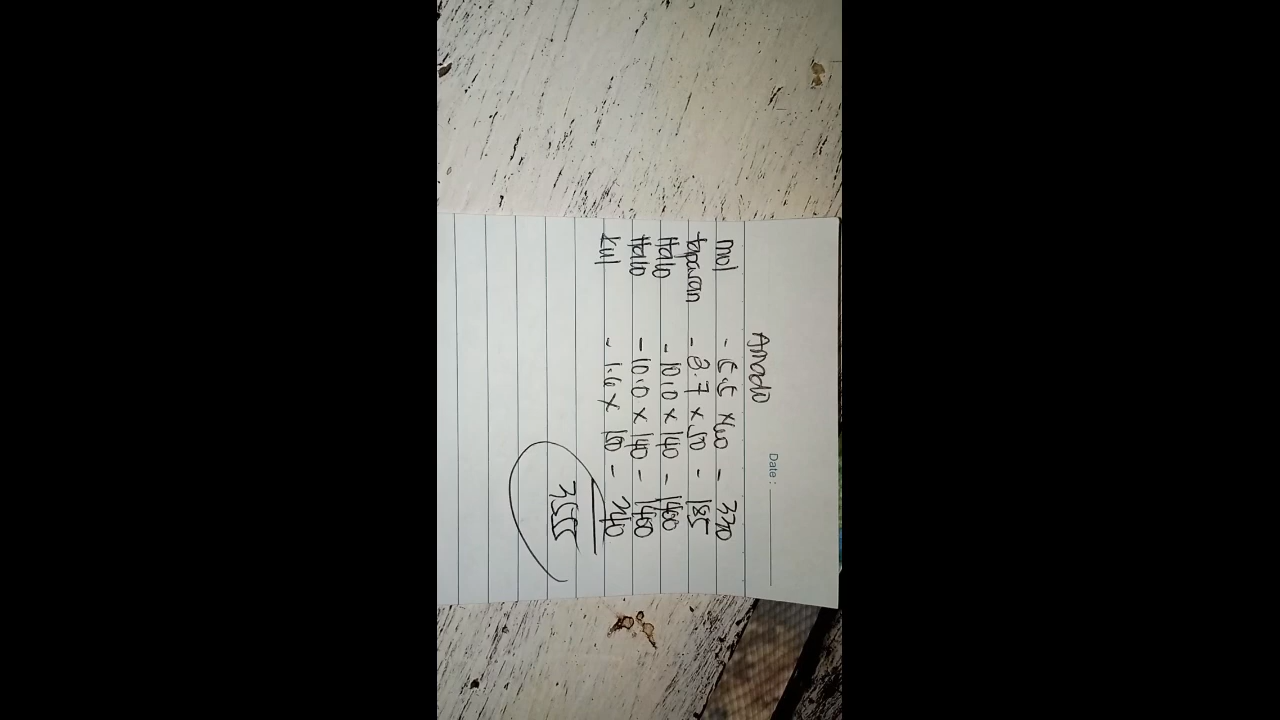 Date :
Amado
mol - 5.5 x 60 - 330
taparan - 3.7 x 50 - 185
Halo - 10.0 x 140 - 1400
Halo - 10.0 x 140 - 1400
kul - 1.6 x 150 - 240
3555